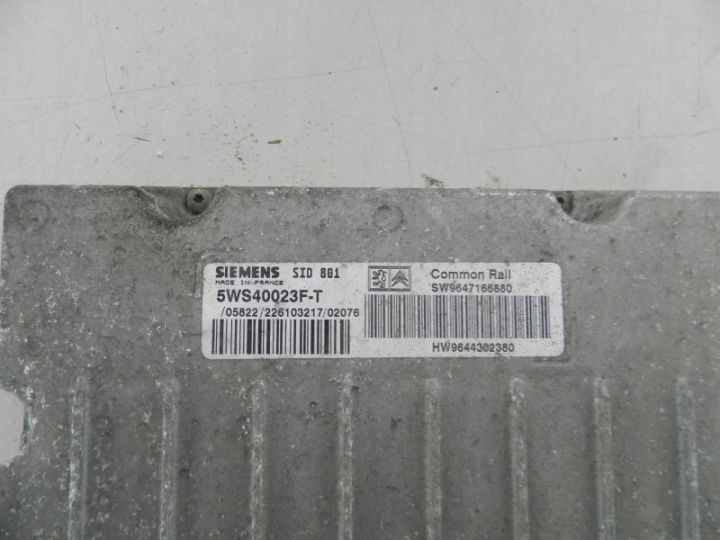 SIEMENS SID 801
MADE IN FRANCE
5WS40023F-T
/05822/226103217/02076
Common Rail
SW9647166880
HW9644302380